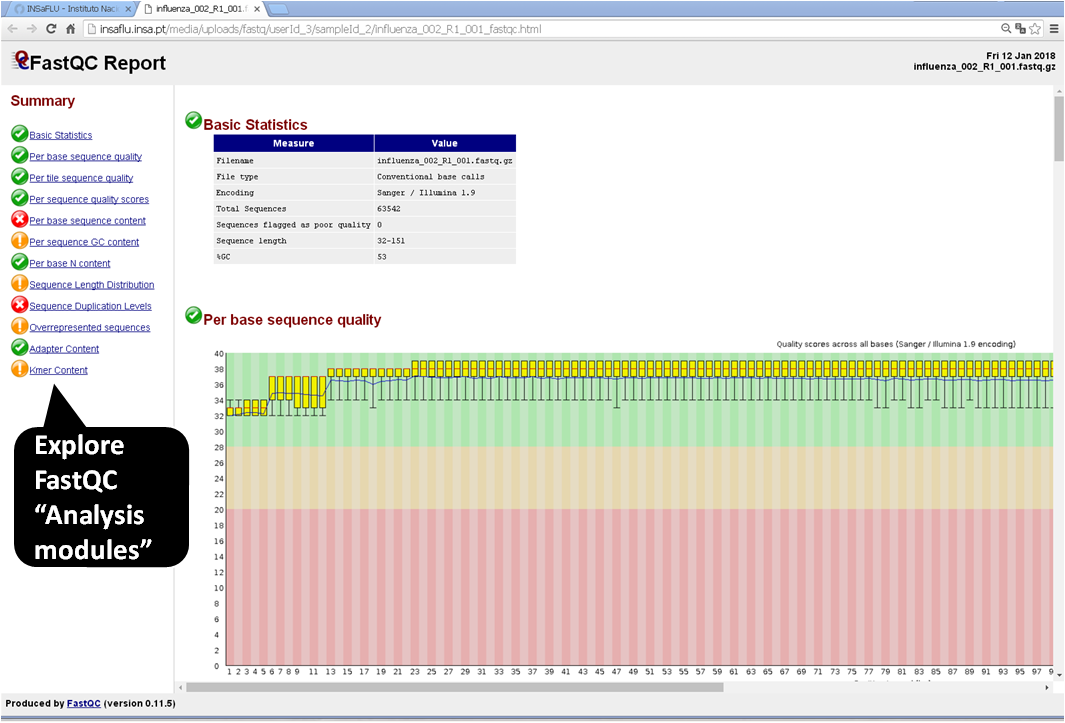 INSaFLU - Instituto Naci
influenza_002_R1_001.f
insaflu.insa.pt/media/uploads/fastq/userId_3/sampleId_2/influenza_002_R1_001_fastqc.html
FastQC Report
Fri 12 Jan 2018
influenza_002_R1_001.fastq.gz
Summary
Basic Statistics
Per base sequence quality
Per tile sequence quality
Per sequence quality scores
Per base sequence content
Per sequence GC content
Per base N content
Sequence Length Distribution
Sequence Duplication Levels
Overrepresented sequences
Adapter Content
Kmer Content
Explore
FastQC
“Analysis
modules”
Basic Statistics
Measure Value
Filename influenza_002_R1_001.fastq.gz
File type Conventional base calls
Encoding Sanger / Illumina 1.9
Total Sequences 63542
Sequences flagged as poor quality 0
Sequence length 32-151
%GC 53
Per base sequence quality
Quality scores across all bases (Sanger / Illumina 1.9 encoding)
40
38
36
34
32
30
28
26
24
22
20
18
16
14
12
10
8
6
4
2
0
1 2 3 4 5 6 7 8 9 11 13 15 17 19 21 23 25 27 29 31 33 35 37 39 41 43 45 47 49 51 53 55 57 59 61 63 65 67 69 71 73 75 77 79 81 83 85 87 89 91 93 95 97 9
Produced by FastQC (version 0.11.5)